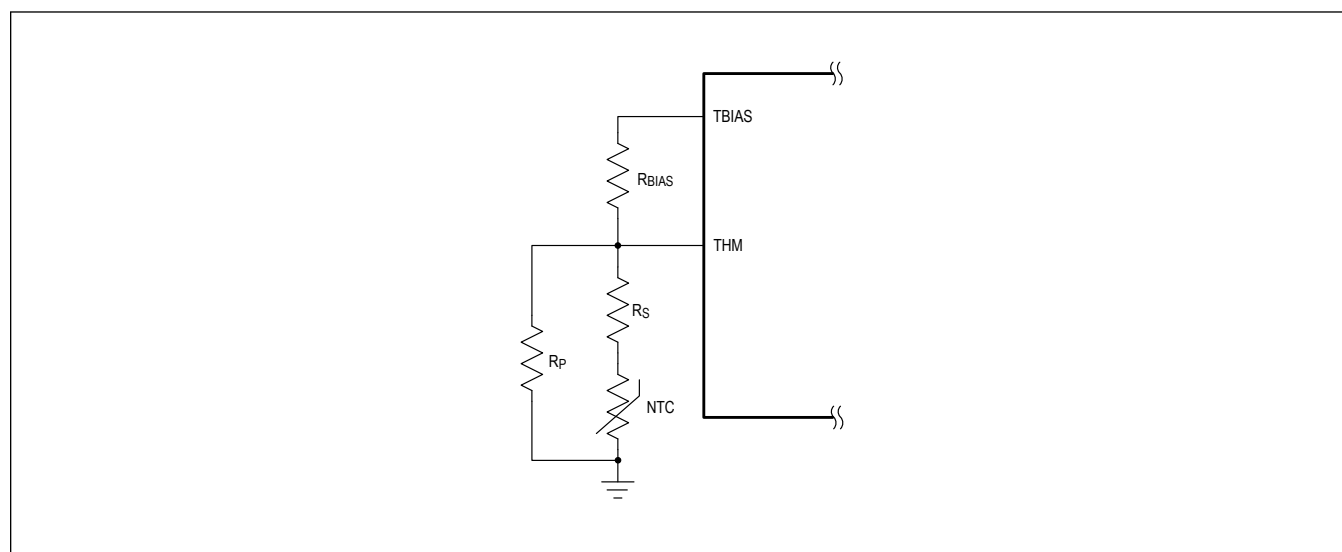 TBIAS
RBIAS
THM
RS
RP
NTC